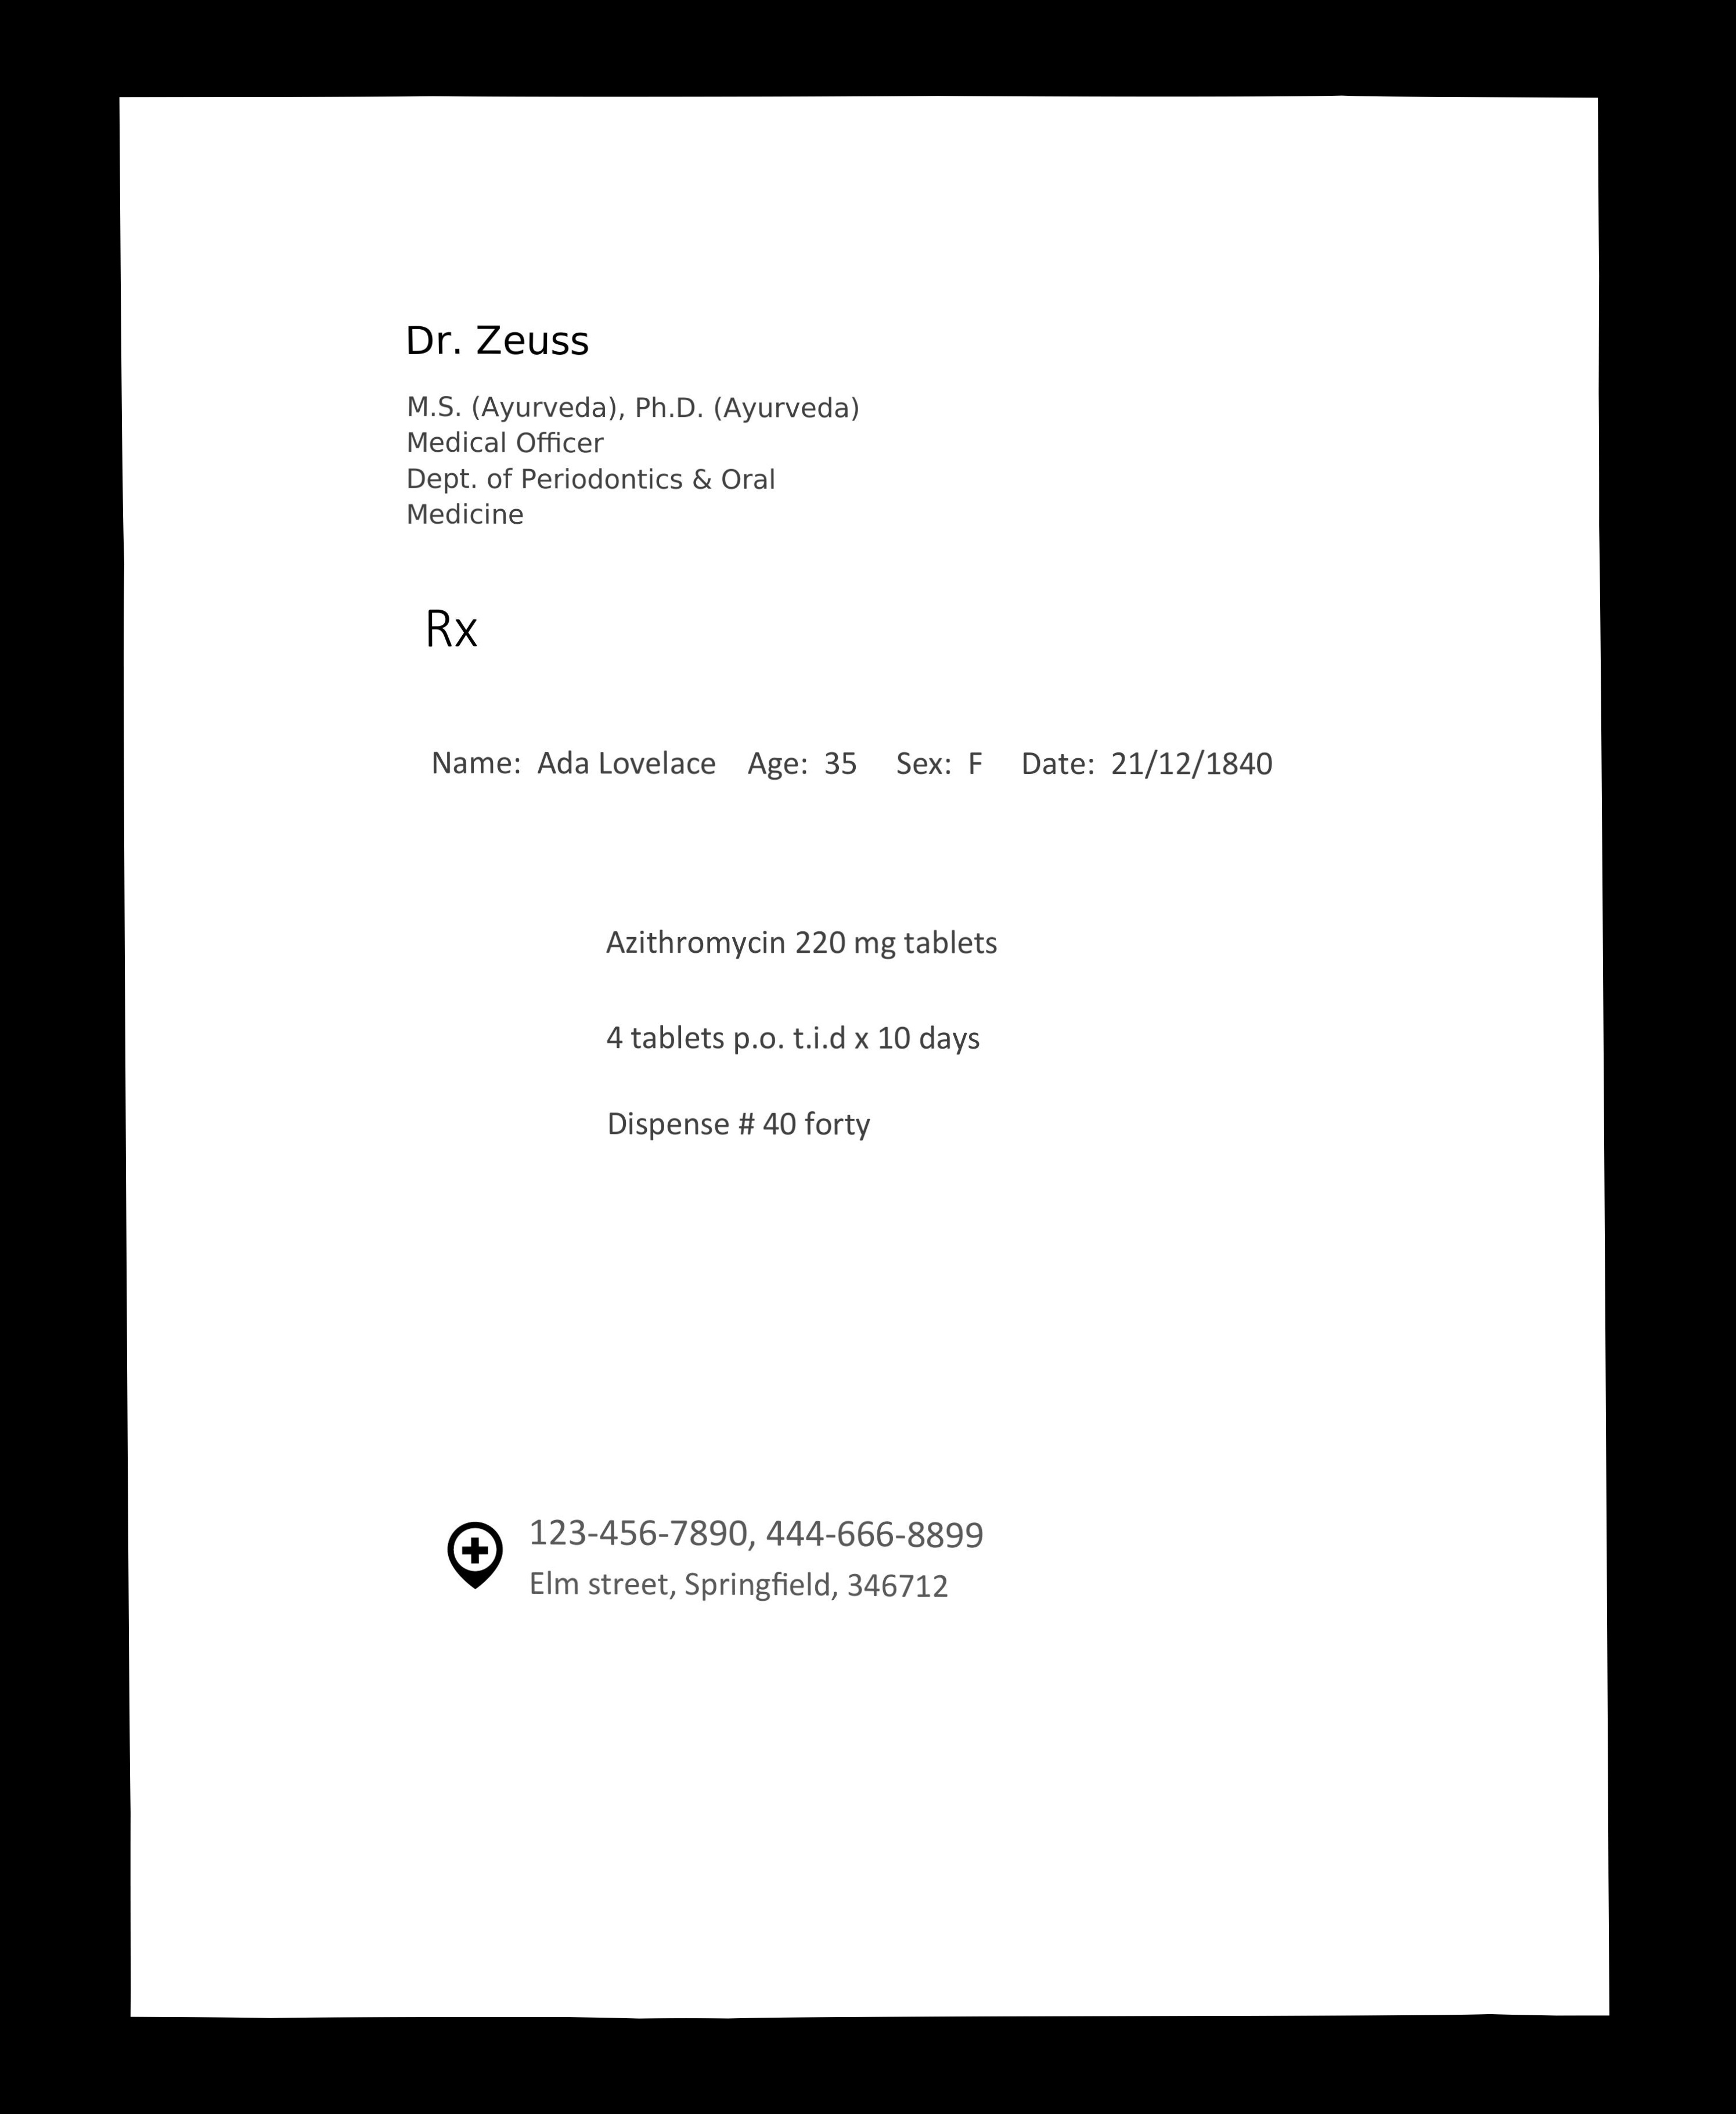 Dr. Zeuss
M.S. (Ayurveda), Ph.D. (Ayurveda)
Medical Officer
Dept. of Periodontics & Oral
Medicine
Rx
Name: Ada Lovelace Age: 35 Sex: F Date: 21/12/1840
Azithromycin 220 mg tablets
4 tablets p.o. t.i.d x 10 days
Dispense # 40 forty
123-456-7890, 444-666-8899
Elm street, Springfield, 346712